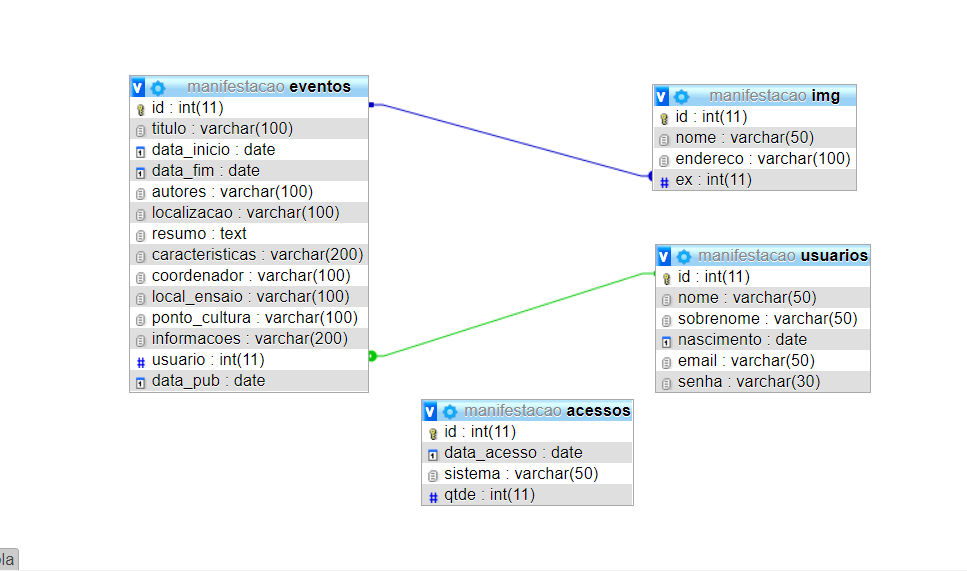 manifestacao eventos
id : int(11)
titulo : varchar(100)
data_inicio : date
data_fim : date
autores : varchar(100)
localizacao : varchar(100)
resumo : text
caracteristicas : varchar(200)
coordenador : varchar(100)
local_ensaio : varchar(100)
ponto_cultura : varchar(100)
informacoes : varchar(200)
# usuario : int(11)
data_pub : date
manifestacao img
id : int(11)
nome : varchar(50)
endereco : varchar(100)
# ex : int(11)
manifestacao usuarios
id : int(11)
nome : varchar(50)
sobrenome : varchar(50)
nascimento : date
email : varchar(50)
senha : varchar(30)
manifestacao acessos
id : int(11)
data_acesso : date
sistema : varchar(50)
# qtde : int(11)